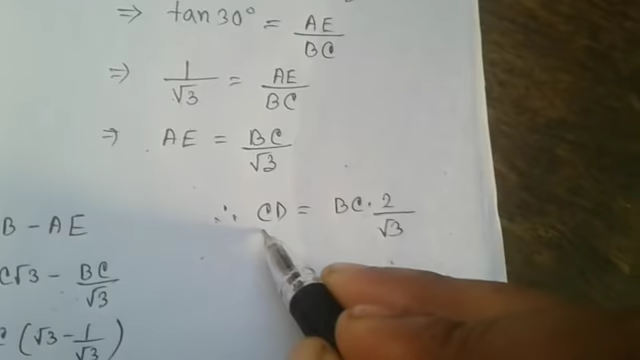 ⇒ tan 30° = AE/BC
⇒ 1/√3 = AE/BC
⇒ AE = BC/√3
∴ CD = BC · 2/√3
B - AE
C√3 - BC/√3
(√3 - 1/√3)